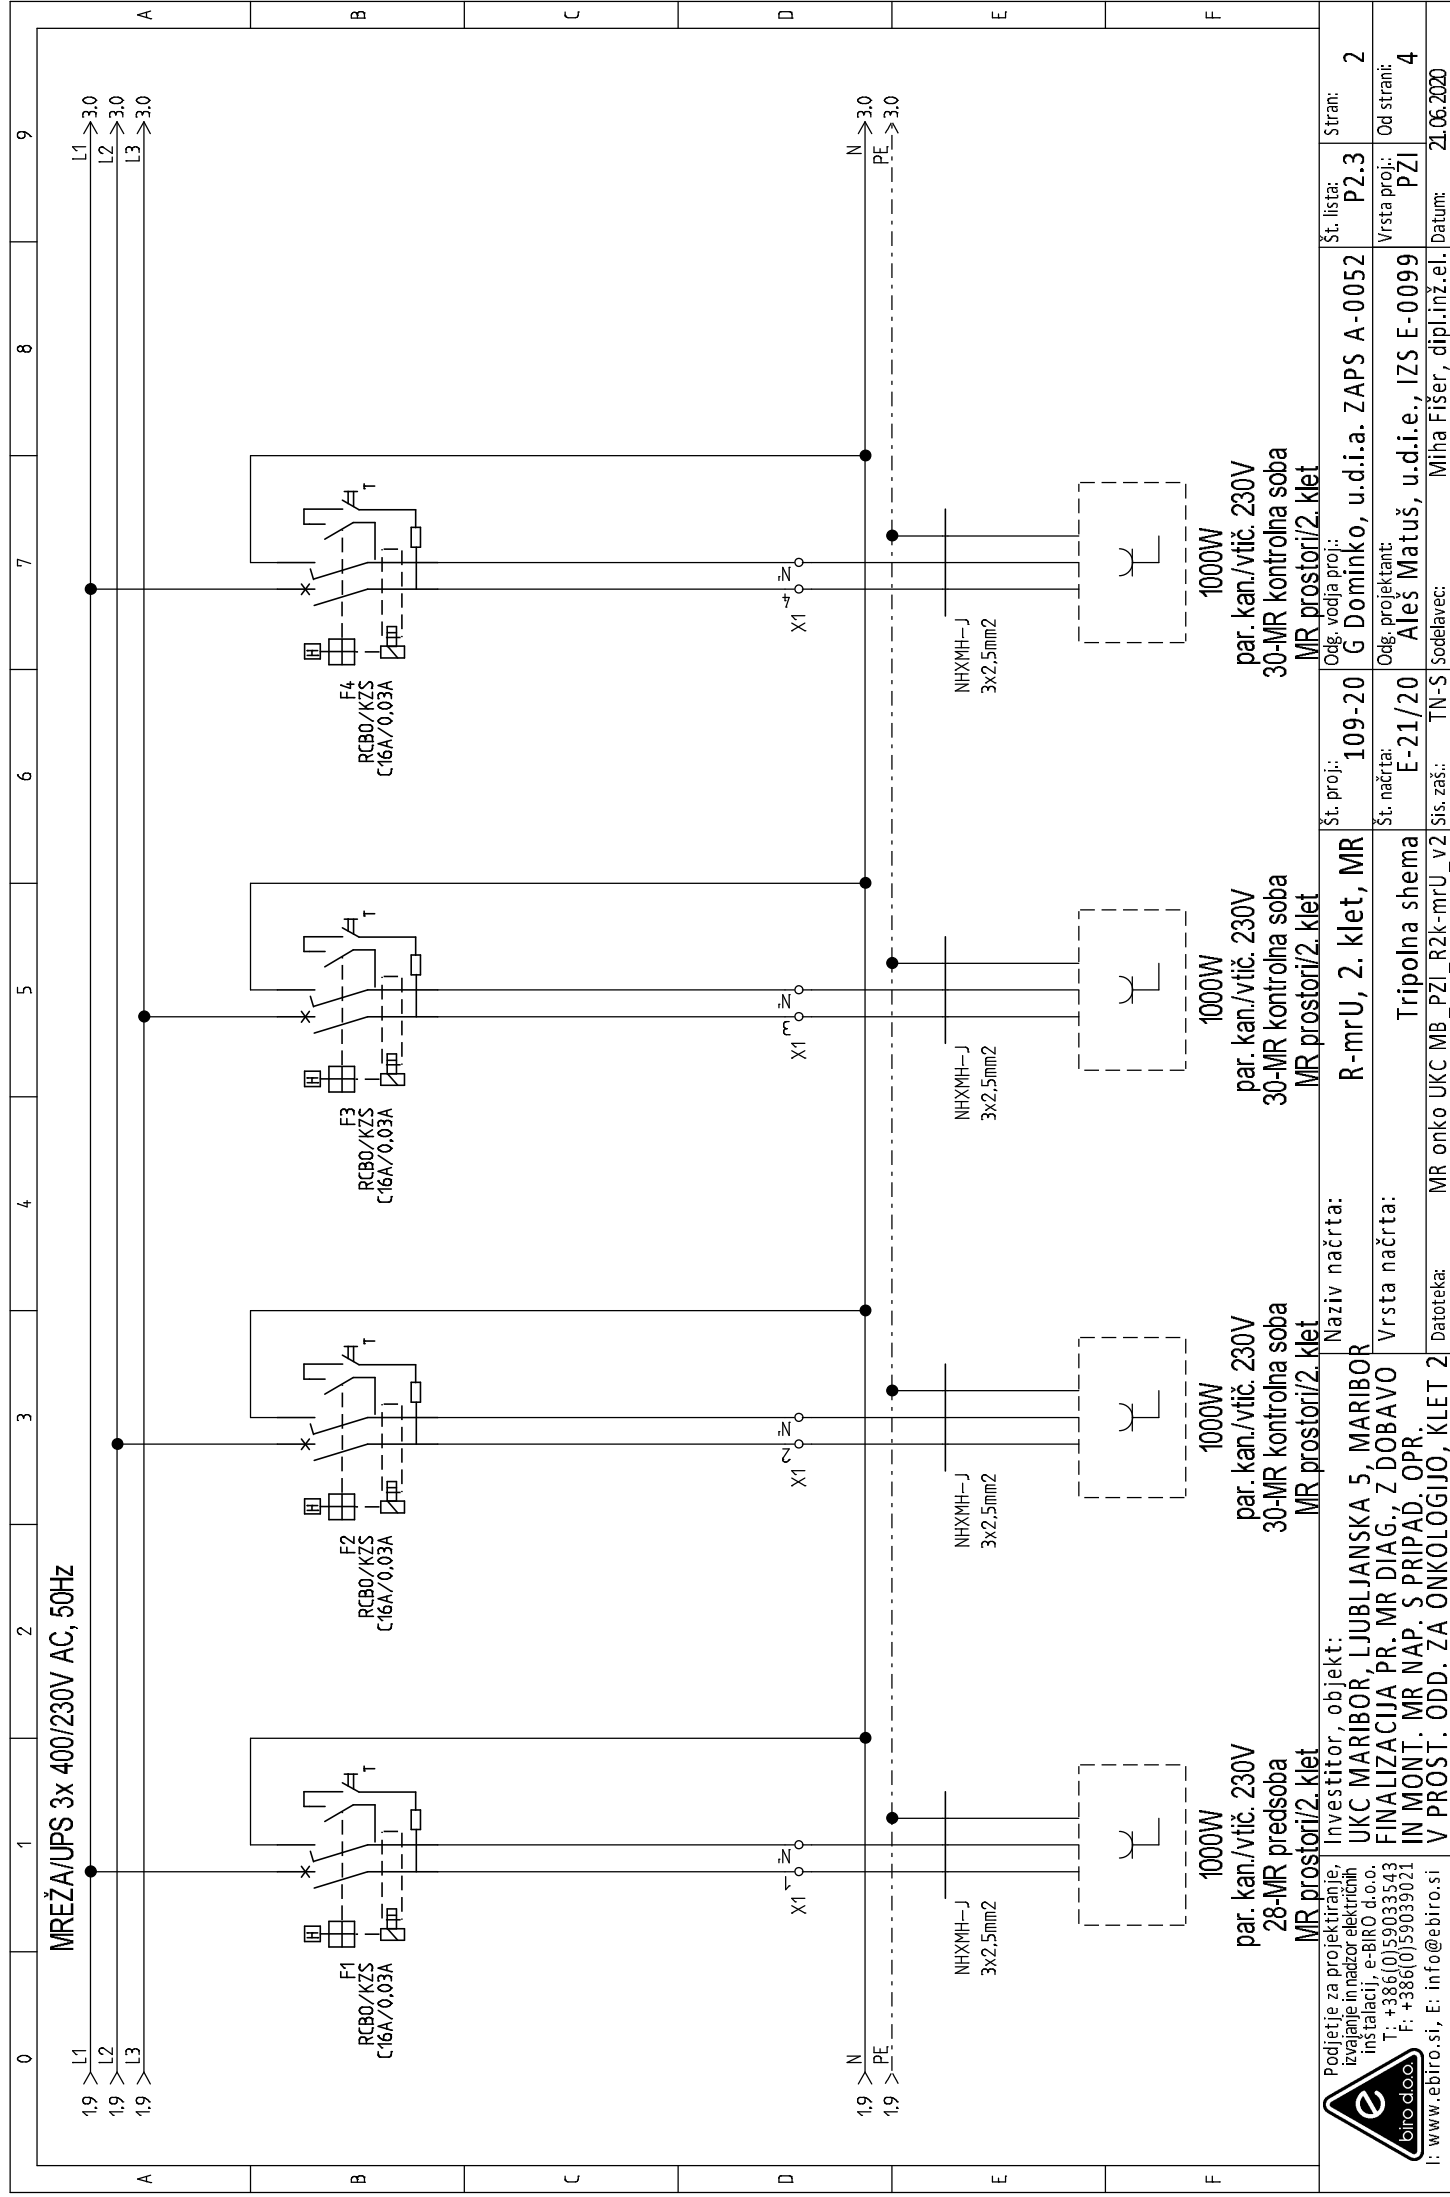 0 1 2 3 4 5 6 7 8 9
A
B
C
D
E
F
A
B
C
D
E
F
MREŽA/UPS 3x 400/230V AC, 50Hz
1.9 L1
1.9 L2
1.9 L3
L1 3.0
L2 3.0
L3 3.0
H
T
F1
RCBO/KZS
C16A/0,03A
H
T
F2
RCBO/KZS
C16A/0,03A
H
T
F3
RCBO/KZS
C16A/0,03A
H
T
F4
RCBO/KZS
C16A/0,03A
X1 1 N'
X1 2 N'
X1 3 N'
X1 4 N'
1.9 N
1.9 PE
N 3.0
PE 3.0
NHXMH-J
3x2,5mm2
NHXMH-J
3x2,5mm2
NHXMH-J
3x2,5mm2
NHXMH-J
3x2,5mm2
1000W
par. kan./vtič. 230V
28-MR predsoba
MR prostori/2. klet
1000W
par. kan./vtič. 230V
30-MR kontrolna soba
MR prostori/2. klet
1000W
par. kan./vtič. 230V
30-MR kontrolna soba
MR prostori/2. klet
1000W
par. kan./vtič. 230V
30-MR kontrolna soba
MR prostori/2. klet
e
biro d.o.o.
Podjetje za projektiranje,
izvajanje in nadzor električnih
inštalacij, e-BIRO d.o.o.
T: +386(0)59033543
F: +386(0)59039021
I: www.ebiro.si, E: info@ebiro.si
Investitor, objekt:
UKC MARIBOR, LJUBLJANSKA 5, MARIBOR
FINALIZACIJA PR. MR DIAG., Z DOBAVO
IN MONT. MR NAP. S PRIPAD. OPR.
V PROST. ODD. ZA ONKOLOGIJO, KLET 2
Naziv načrta:
R-mrU, 2. klet, MR
Vrsta načrta:
Tripolna shema
Datoteka: MR onko UKC MB_PZI_R2k-mrU_v2
Št. proj.:
109-20
Št. načrta:
E-21/20
Sis. zaš.: TN-S
Odg. vodja proj.:
G Dominko, u.d.i.a. ZAPS A-0052
Odg. projektant:
Aleš Matuš, u.d.i.e., IZS E-0099
Sodelavec: Miha Fišer, dipl.inž.el.
Št. lista:
P2.3
Vrsta proj.:
PZI
Datum: 21.06.2020
Stran:
2
Od strani:
4